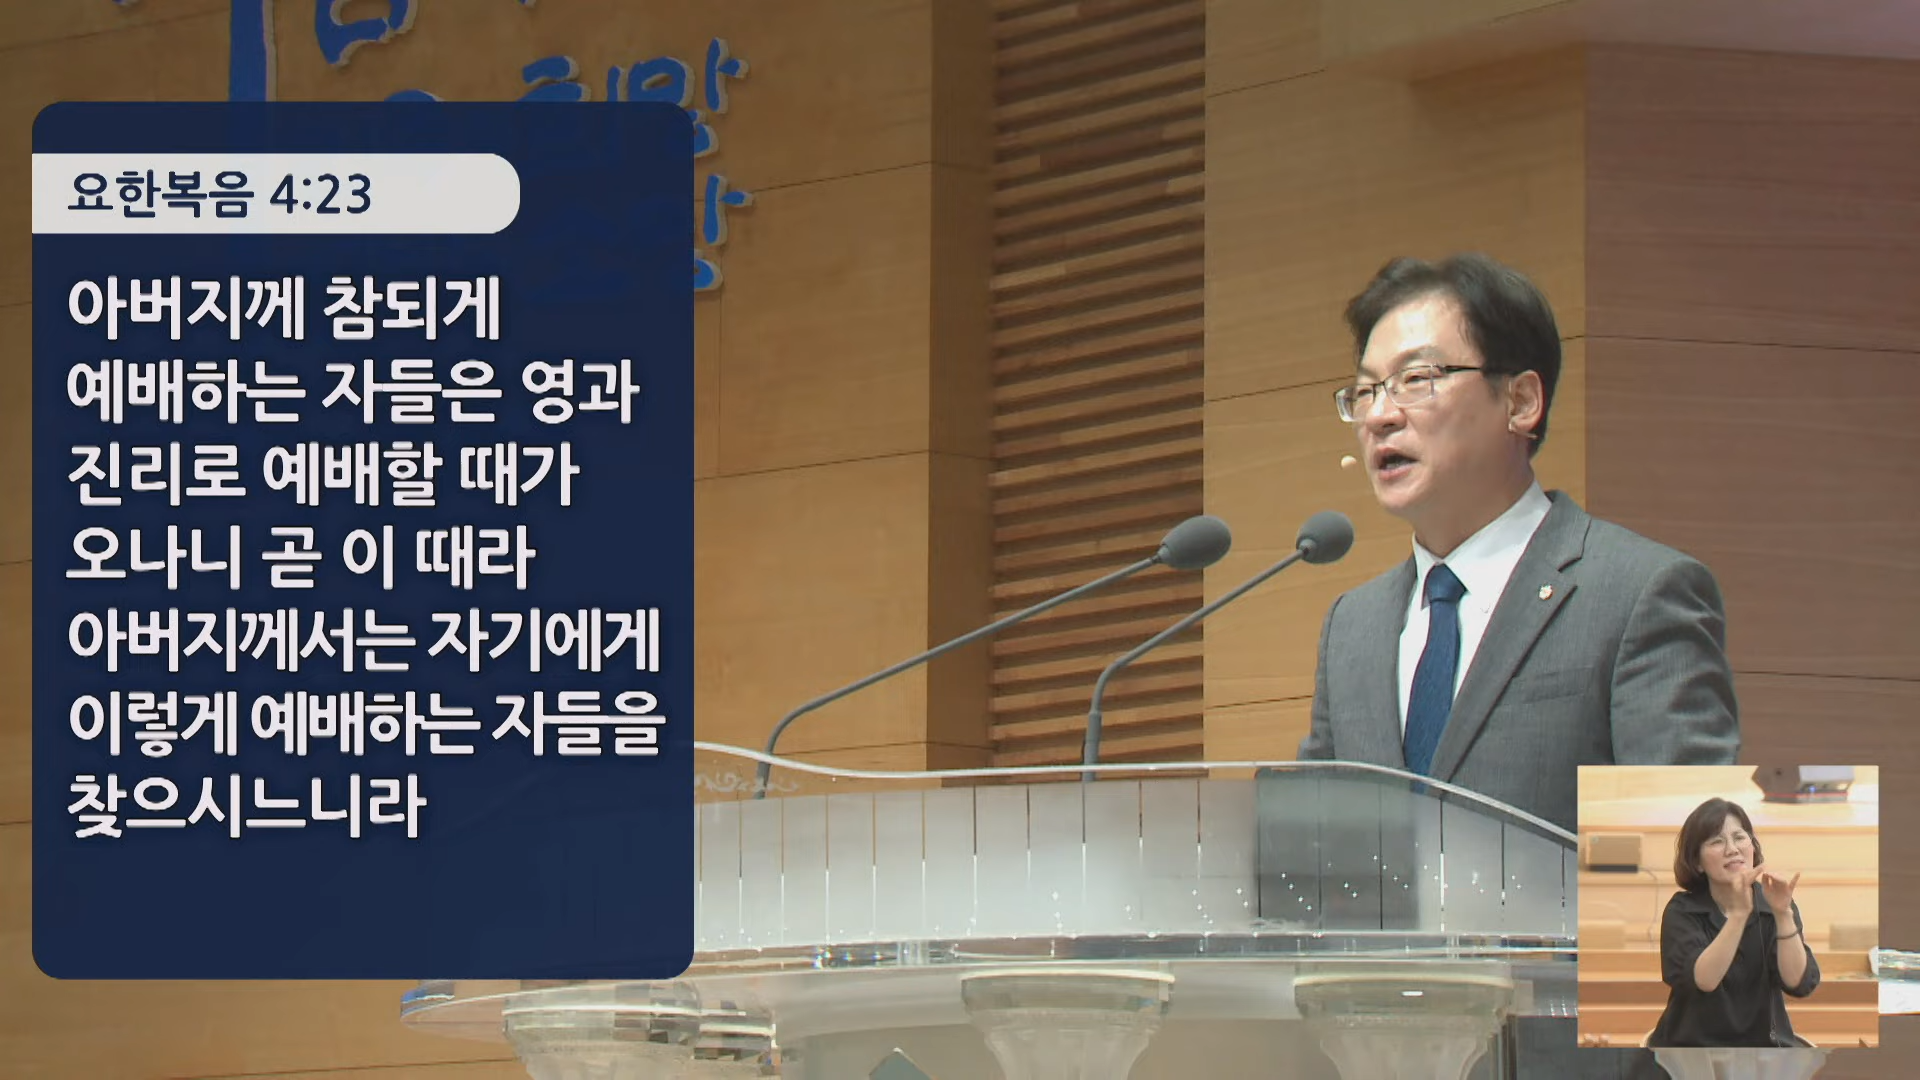 희망
요한복음 4:23
아버지께 참되게
예배하는 자들은 영과
진리로 예배할 때가
오나니 곧 이 때라
아버지께서는 자기에게
이렇게 예배하는 자들을
찾으시느니라